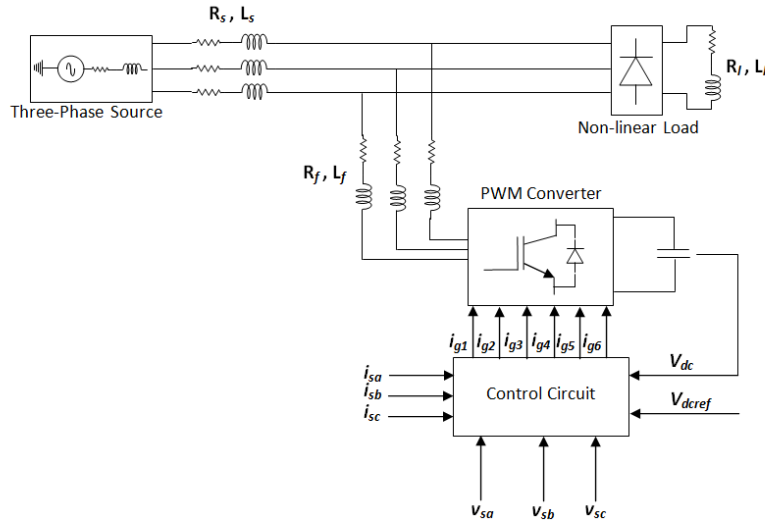 Rs , Ls
Three-Phase Source
Rl , L
Non-linear Load
Rf , Lf
PWM Converter
ig1 ig2 ig3 ig4 ig5 ig6
isa
isb
isc
Control Circuit
Vdc
Vdcref
vsa vsb vsc